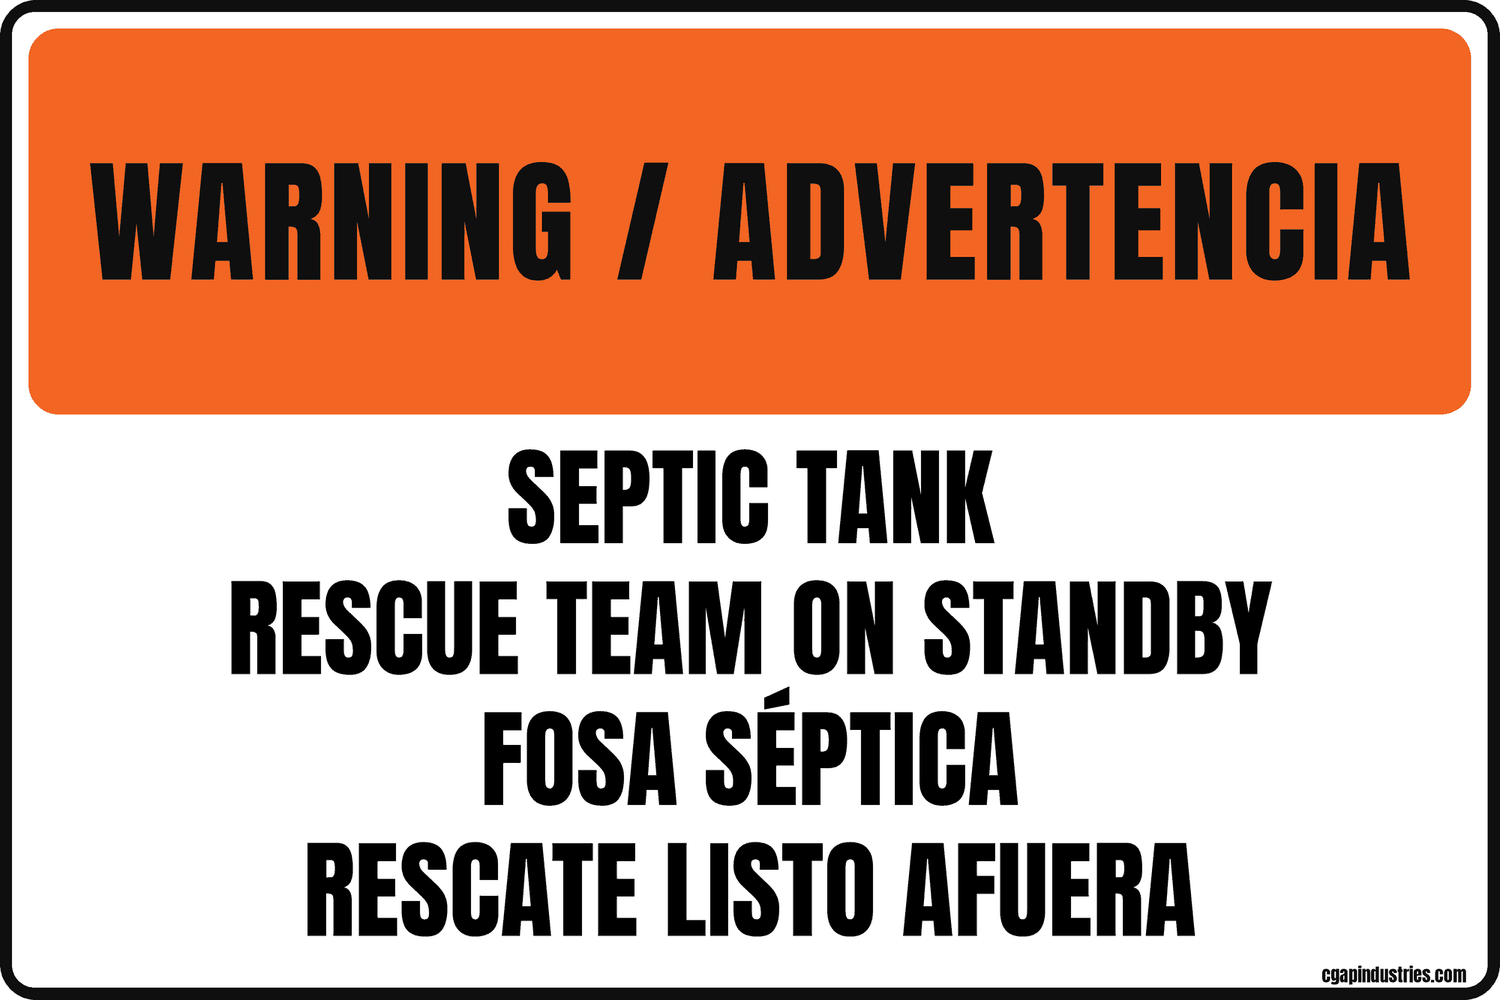 WARNING / ADVERTENCIA
SEPTIC TANK
RESCUE TEAM ON STANDBY
FOSA SÉPTICA
RESCATE LISTO AFUERA
cgapindustries.com